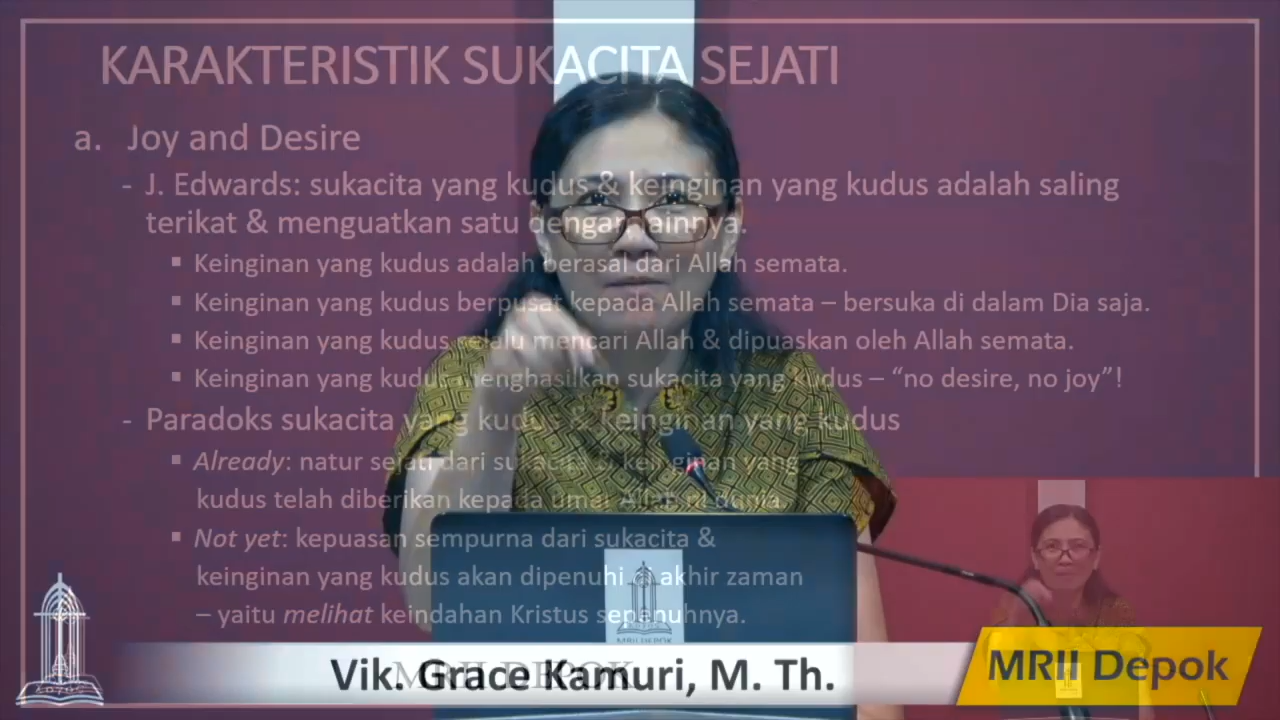 KARAKTERISTIK SUKACITA SEJATI
a. Joy and Desire
- J. Edwards: sukacita yang kudus & keinginan yang kudus adalah saling
terikat & menguatkan satu dengan lainnya.
▪ Keinginan yang kudus adalah berasal dari Allah semata.
▪ Keinginan yang kudus berpusat kepada Allah semata – bersuka di dalam Dia saja.
▪ Keinginan yang kudus selalu mencari Allah & dipuaskan oleh Allah semata.
▪ Keinginan yang kudus menghasilkan sukacita yang kudus – “no desire, no joy”!
- Paradoks sukacita yang kudus & keinginan yang kudus
▪ Already: natur sejati dari sukacita & keinginan yang
kudus telah diberikan kepada umat Allah di dunia.
▪ Not yet: kepuasan sempurna dari sukacita &
keinginan yang kudus akan dipenuhi di akhir zaman
– yaitu melihat keindahan Kristus sepenuhnya.
MRII DEPOK
Vik. Grace Kamuri, M. Th.
MRII DEPOK
MRII Depok